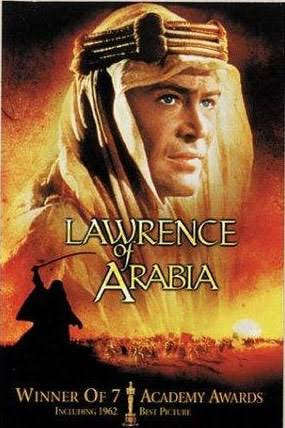 LAWRENCE
of
ARABIA
WINNER OF 7 ACADEMY AWARDS
INCLUDING 1962 BEST PICTURE